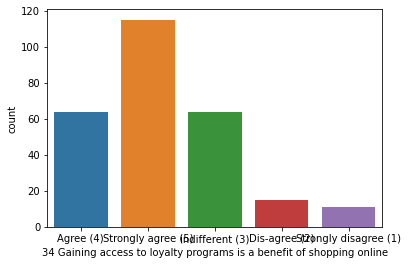 120
100
80
60
40
20
0
count
Agree (4) Strongly agree (5) Indifferent (3) Dis-agree (2) Strongly disagree (1)
34 Gaining access to loyalty programs is a benefit of shopping online